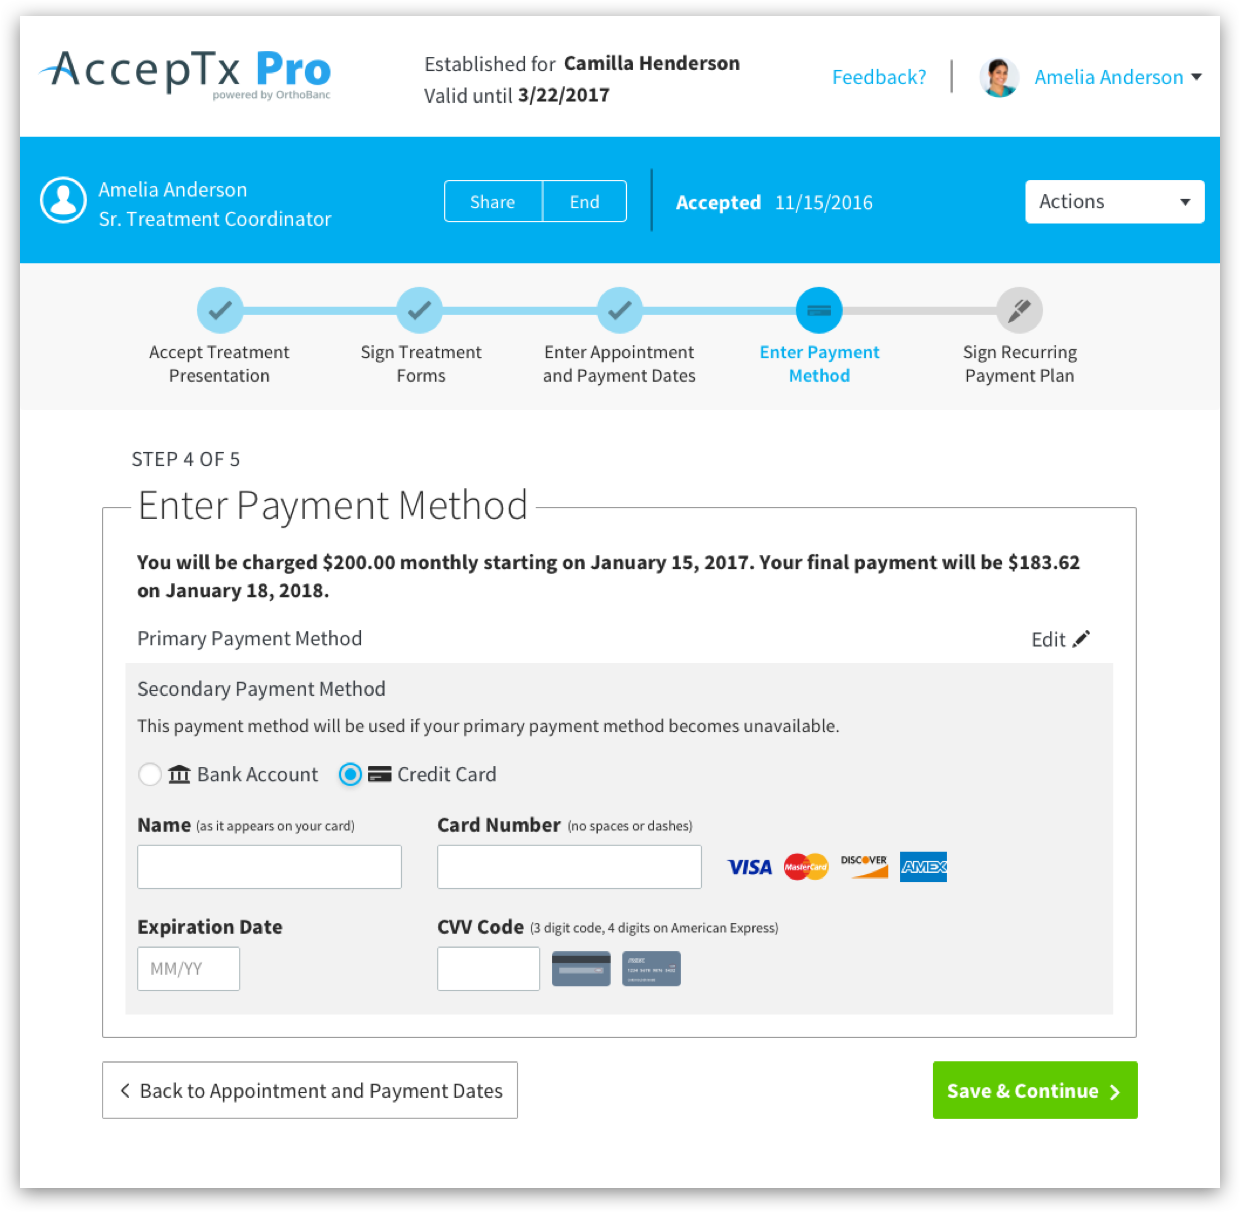 AccepTx Pro
powered by OrthoBanc
Established for Camilla Henderson
Valid until 3/22/2017
Feedback?
Amelia Anderson
Amelia Anderson
Sr. Treatment Coordinator
Share
End
Accepted 11/15/2016
Actions
Accept Treatment
Presentation
Sign Treatment
Forms
Enter Appointment
and Payment Dates
Enter Payment
Method
Sign Recurring
Payment Plan
STEP 4 OF 5
Enter Payment Method
You will be charged $200.00 monthly starting on January 15, 2017. Your final payment will be $183.62
on January 18, 2018.
Primary Payment Method
Edit
Secondary Payment Method
This payment method will be used if your primary payment method becomes unavailable.
Bank Account
Credit Card
Name (as it appears on your card)
Card Number (no spaces or dashes)
VISA
MasterCard
DISCOVER
AMEX
Expiration Date
CVV Code (3 digit code, 4 digits on American Express)
MM/YY
Back to Appointment and Payment Dates
Save & Continue